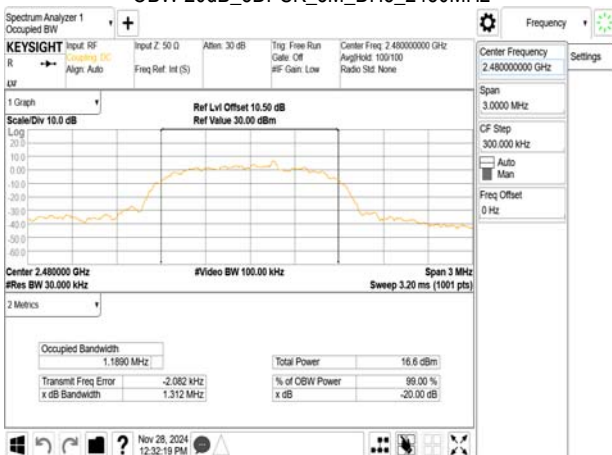 Spectrum Analyzer 1
Occupied BW
Frequency
KEYSIGHT
R
Input: RF
Coupling: DC
Align: Auto
Input Z: 50 Ω
Freq Ref: Int (S)
Atten: 30 dB
Trig: Free Run
Gate: Off
#IF Gain: Low
Center Freq: 2.480000000 GHz
Avg|Hold: 100/100
Radio Std: None
Center Frequency
2.480000000 GHz
Settings
Span
3.0000 MHz
CF Step
300.000 kHz
Auto
Man
Freq Offset
0 Hz
1 Graph
Scale/Div 10.0 dB
Ref Lvl Offset 10.50 dB
Ref Value 30.00 dBm
Log
20.0
10.0
0.00
-10.0
-20.0
-30.0
-40.0
-50.0
-60.0
Center 2.480000 GHz
#Res BW 30.000 kHz
#Video BW 100.00 kHz
Span 3 MHz
Sweep 3.20 ms (1001 pts)
2 Metrics
Occupied Bandwidth
1.1890 MHz
Total Power 16.6 dBm
Transmit Freq Error -2.082 kHz
% of OBW Power 99.00 %
x dB Bandwidth 1.312 MHz
x dB -20.00 dB
?
Nov 28, 2024
12:32:19 PM